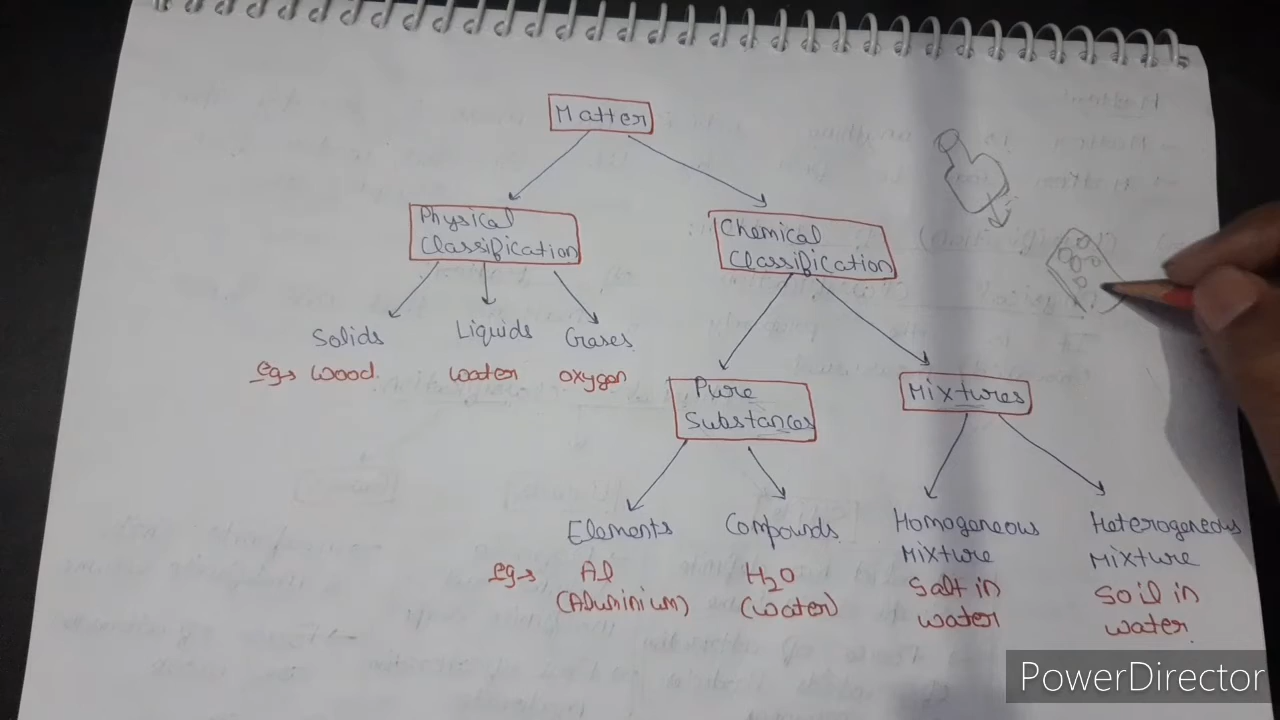 Matter
Physical
Classification
Chemical
Classification
Solids
Liquids
Gases
eg→ wood
water
oxygen
Pure
Substances
Mixtures
Elements
Compounds
Homogeneous
Mixture
Heterogeneous
Mixture
eg→ Al
(Aluminium)
H2O
(water)
Salt in
water
Soil in
water
PowerDirector